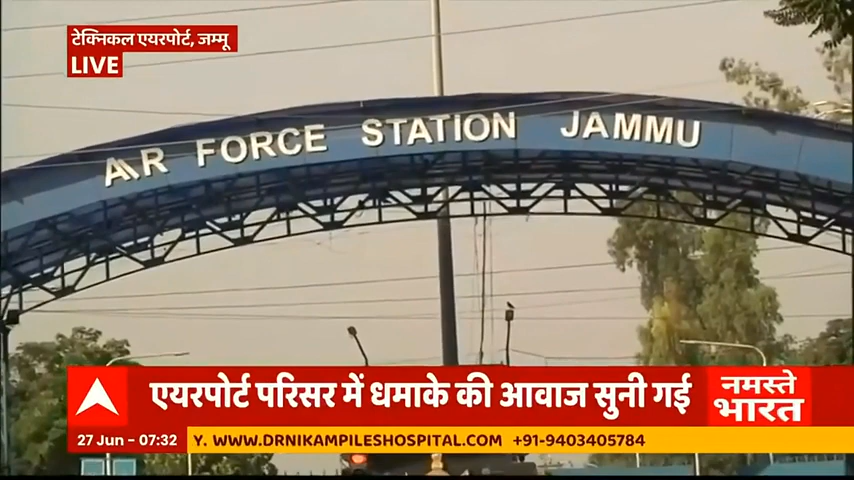 टेक्निकल एयरपोर्ट, जम्मू
LIVE
AIR FORCE STATION JAMMU
एयरपोर्ट परिसर में धमाके की आवाज सुनी गई
नमस्ते
भारत
27 Jun - 07:32
Y. WWW.DRNIKAMPILESHOSPITAL.COM +91-9403405784